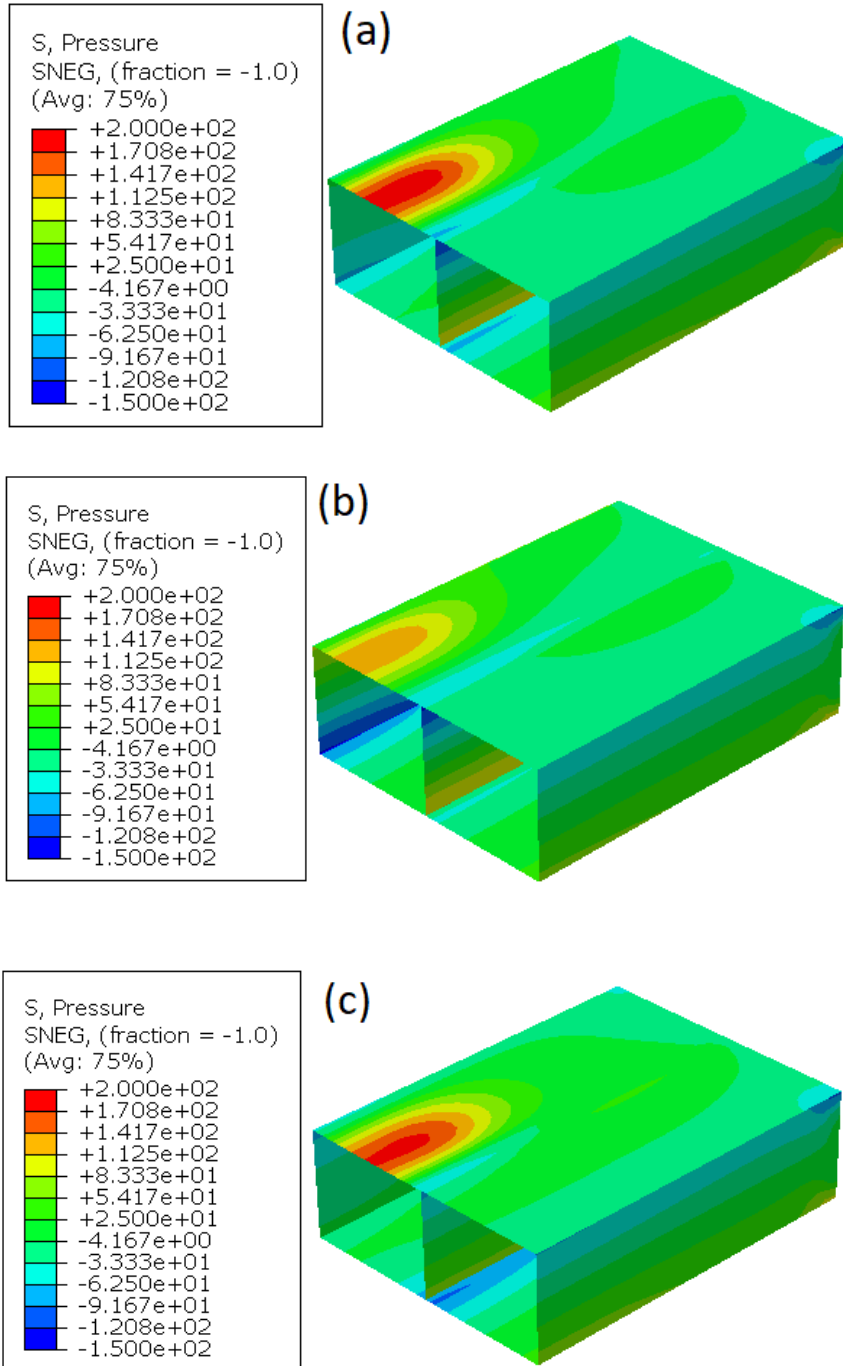 (a)
S, Pressure
SNEG, (fraction = -1.0)
(Avg: 75%)
+2.000e+02
+1.708e+02
+1.417e+02
+1.125e+02
+8.333e+01
+5.417e+01
+2.500e+01
-4.167e+00
-3.333e+01
-6.250e+01
-9.167e+01
-1.208e+02
-1.500e+02
(b)
S, Pressure
SNEG, (fraction = -1.0)
(Avg: 75%)
+2.000e+02
+1.708e+02
+1.417e+02
+1.125e+02
+8.333e+01
+5.417e+01
+2.500e+01
-4.167e+00
-3.333e+01
-6.250e+01
-9.167e+01
-1.208e+02
-1.500e+02
(c)
S, Pressure
SNEG, (fraction = -1.0)
(Avg: 75%)
+2.000e+02
+1.708e+02
+1.417e+02
+1.125e+02
+8.333e+01
+5.417e+01
+2.500e+01
-4.167e+00
-3.333e+01
-6.250e+01
-9.167e+01
-1.208e+02
-1.500e+02